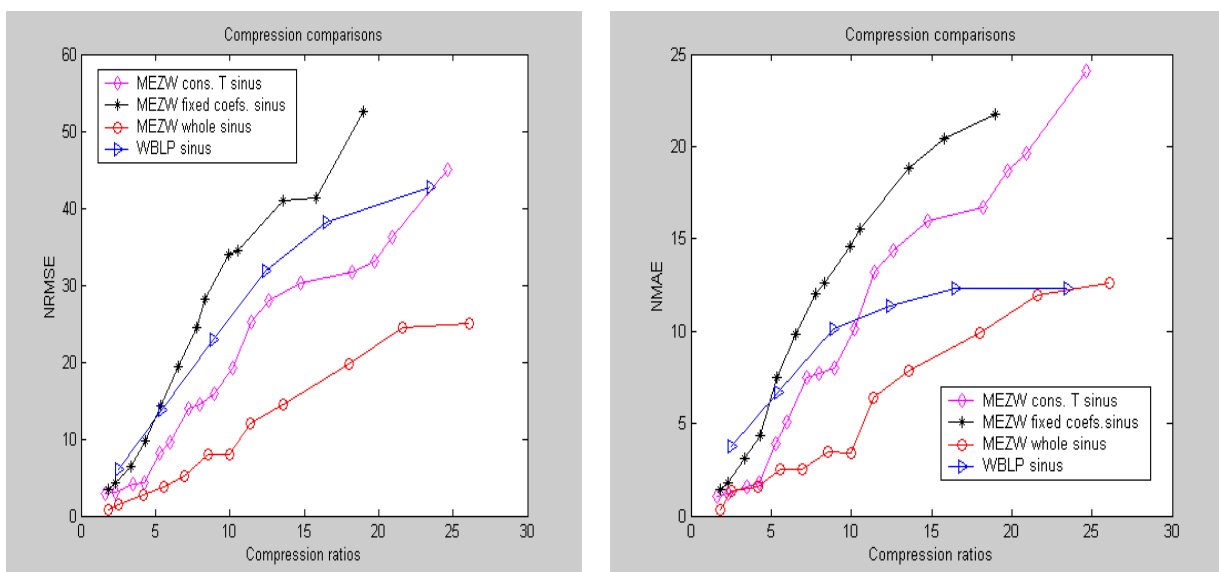 Compression comparisons
60
50
40
30
20
10
0
NRMSE
MEZW cons. T sinus
MEZW fixed coefs. sinus
MEZW whole sinus
WBLP sinus
0 5 10 15 20 25 30
Compression ratios
Compression comparisons
25
20
15
10
5
0
NMAE
MEZW cons. T sinus
MEZW fixed coefs.sinus
MEZW whole sinus
WBLP sinus
0 5 10 15 20 25 30
Compression ratios